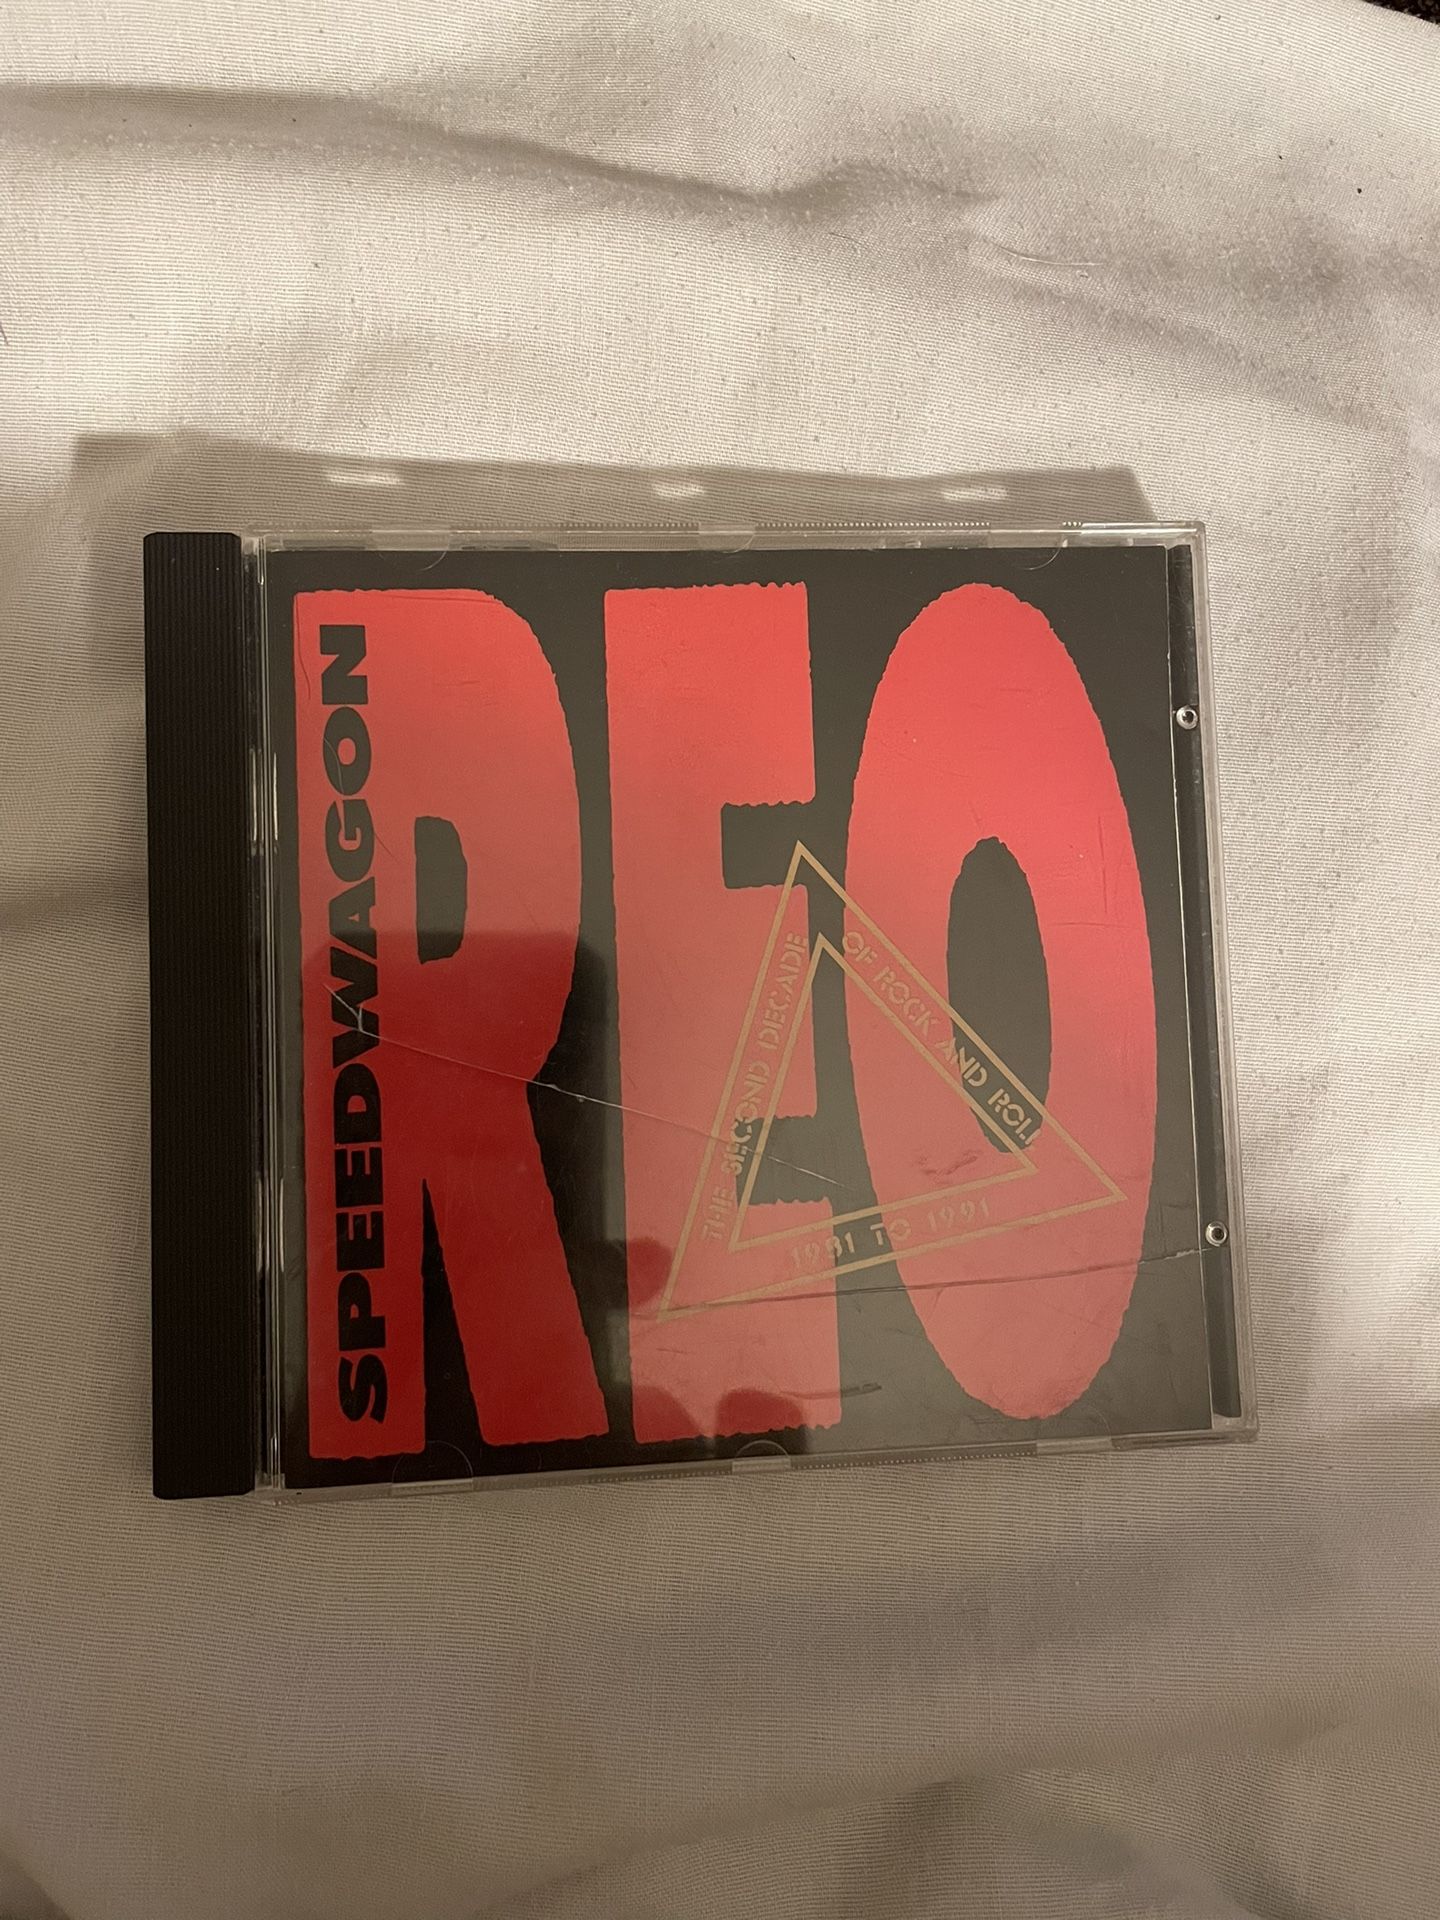 REO
SPEEDWAGON
THE SECOND DECADE
OF ROCK AND ROLL
1981 TO 1991